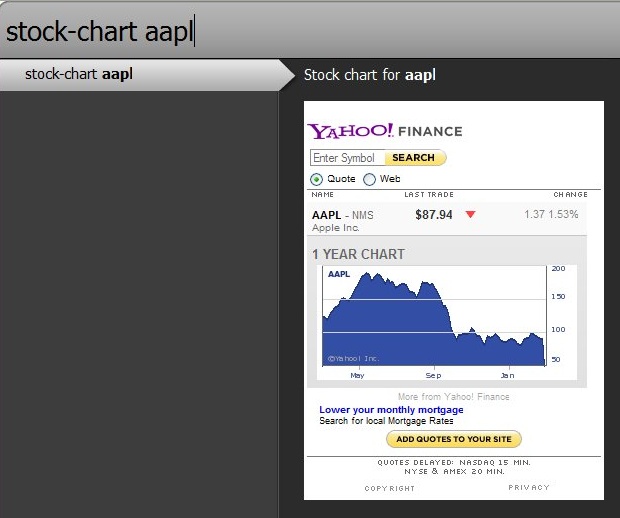 stock-chart aapl
stock-chart aapl
Stock chart for aapl
YAHOO! FINANCE
Enter Symbol SEARCH
Quote Web
NAME LAST TRADE CHANGE
AAPL - NMS $87.94 1.37 1.53%
Apple Inc.
1 YEAR CHART
AAPL
200
150
100
50
©Yahoo! Inc.
May Sep Jan
More from Yahoo! Finance
Lower your monthly mortgage
Search for local Mortgage Rates
ADD QUOTES TO YOUR SITE
QUOTES DELAYED: NASDAQ 15 MIN.
NYSE & AMEX 20 MIN.
COPYRIGHT PRIVACY